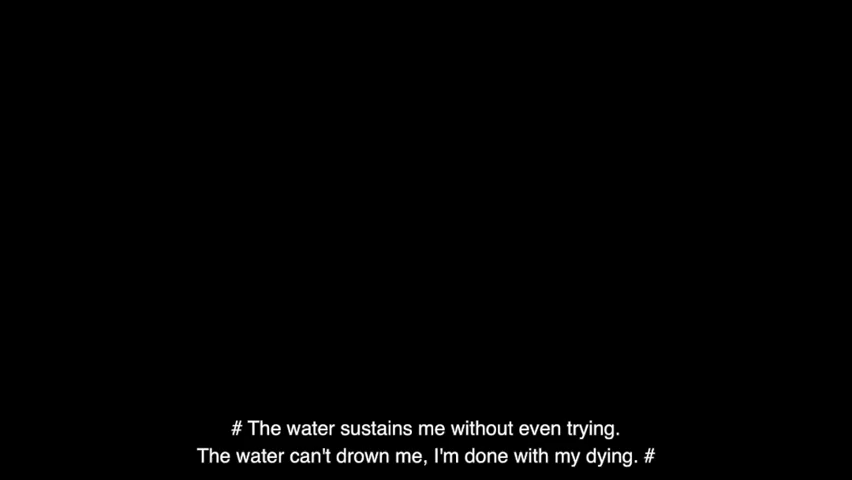 # The water sustains me without even trying.
The water can't drown me, I'm done with my dying. #